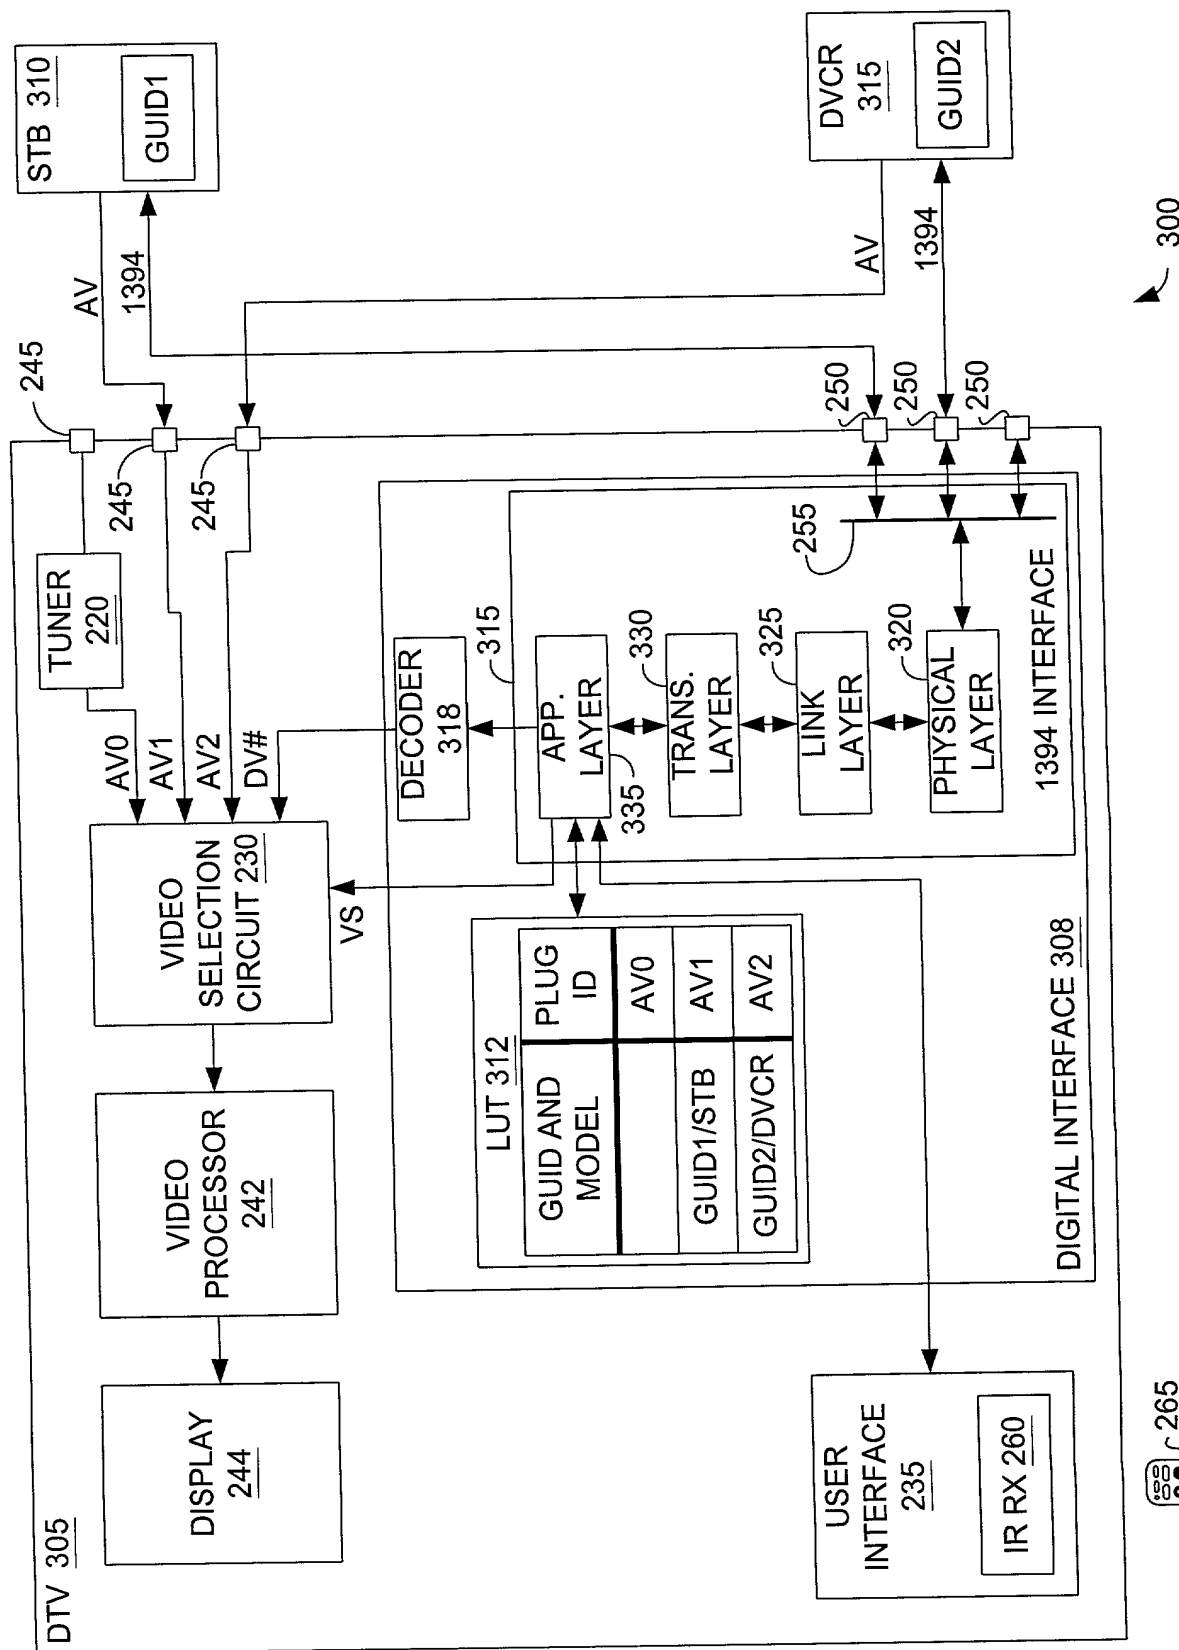 DTV 305
DISPLAY
244
VIDEO
PROCESSOR
242
VIDEO
SELECTION
CIRCUIT 230
VS
AV0
AV1
AV2
DV#
TUNER
220
245
245
245
AV
1394
STB 310
GUID1
USER
INTERFACE
235
IR RX 260
265
DIGITAL INTERFACE 308
LUT 312
GUID AND
MODEL
PLUG
ID
AV0
GUID1/STB
AV1
GUID2/DVCR
AV2
DECODER
318
315
APP.
LAYER
335
TRANS.
LAYER
330
LINK
LAYER
325
PHYSICAL
LAYER
320
1394 INTERFACE
255
250
250
250
AV
1394
DVCR
315
GUID2
300